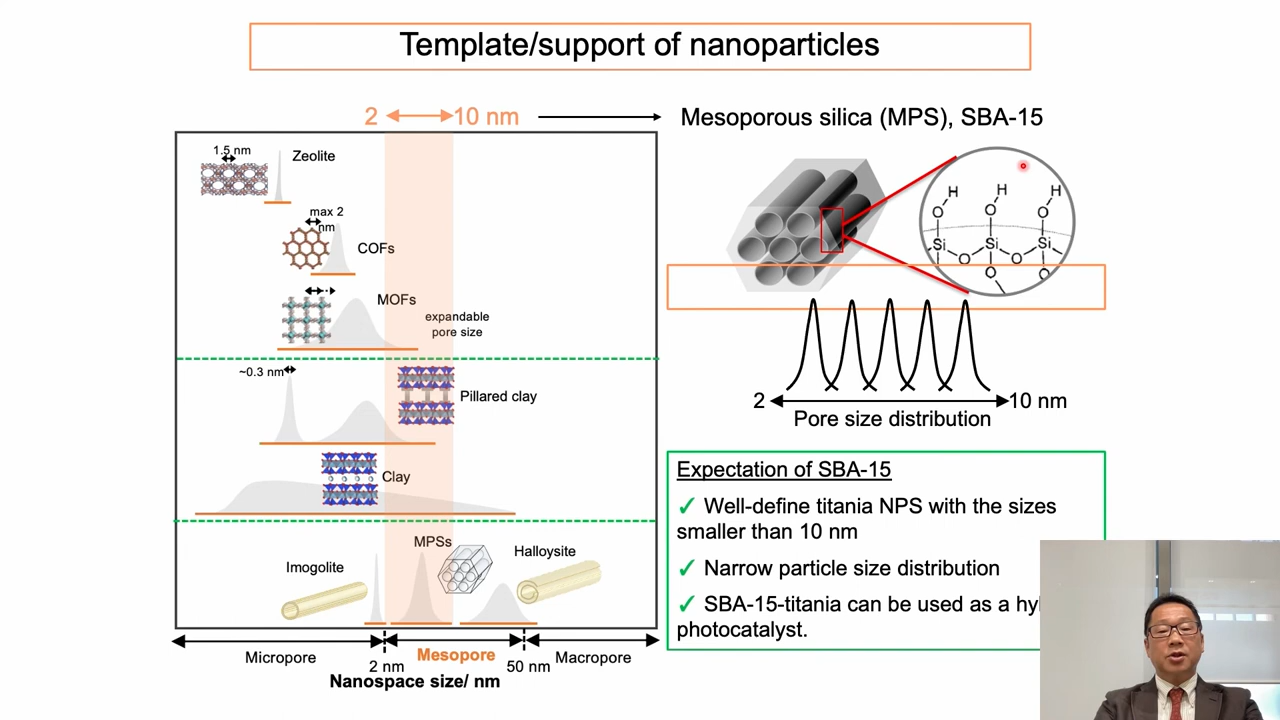 Template/support of nanoparticles
2 10 nm
Mesoporous silica (MPS), SBA-15
1.5 nm
Zeolite
max 2
nm
COFs
MOFs
expandable
pore size
~0.3 nm
Pillared clay
Clay
MPSs
Imogolite
Halloysite
Micropore
2 nm
Mesopore
50 nm
Macropore
Nanospace size/ nm
H H H
O O O
Si Si Si
O O
O O
2 10 nm
Pore size distribution
Expectation of SBA-15
✓ Well-define titania NPS with the sizes
smaller than 10 nm
✓ Narrow particle size distribution
✓ SBA-15-titania can be used as a hy
photocatalyst.